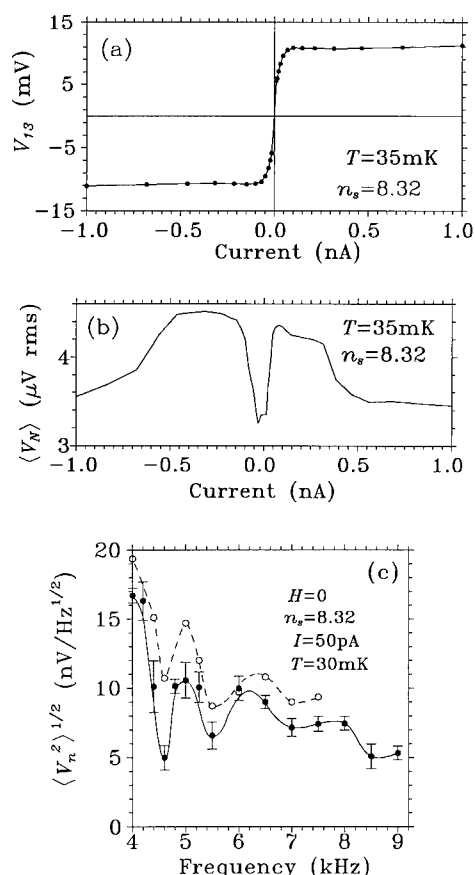 15
(a)
5
V₁₃ (mV)
-5
T=35mK
nₛ=8.32
-15
-1.0 -0.5 0.0 0.5 1.0
Current (nA)
(b)
T=35mK
nₛ=8.32
4
⟨V_N⟩ (μV rms)
3
-1.0 -0.5 0.0 0.5 1.0
Current (nA)
20
(c)
H=0
nₛ=8.32
I=50pA
T=30mK
15
⟨Vₙ²⟩^1/2 (nV/Hz^1/2)
10
5
0
4 5 6 7 8 9
Frequency (kHz)